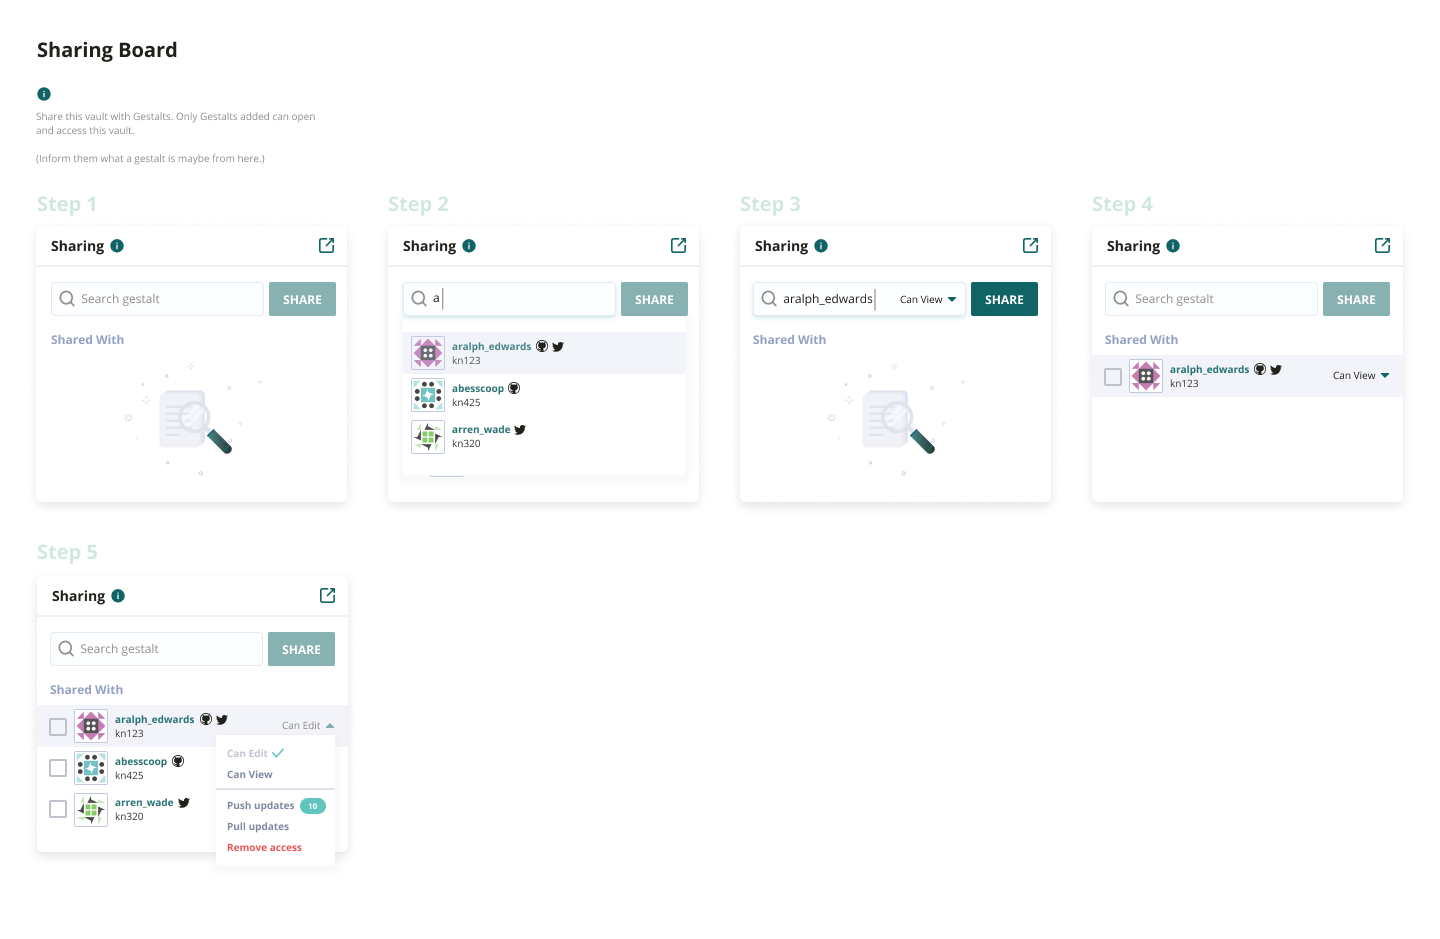 Sharing Board
Share this vault with Gestalts. Only Gestalts added can open
and access this vault.
(Inform them what a gestalt is maybe from here.)
Step 1
Sharing
Search gestalt
SHARE
Shared With
Step 2
Sharing
a
SHARE
aralph_edwards
kn123
abesscoop
kn425
arren_wade
kn320
Step 3
Sharing
aralph_edwards
Can View
SHARE
Shared With
Step 4
Sharing
Search gestalt
SHARE
Shared With
aralph_edwards
kn123
Can View
Step 5
Sharing
Search gestalt
SHARE
Shared With
aralph_edwards
kn123
Can Edit
abesscoop
kn425
arren_wade
kn320
Can Edit
Can View
Push updates 10
Pull updates
Remove access